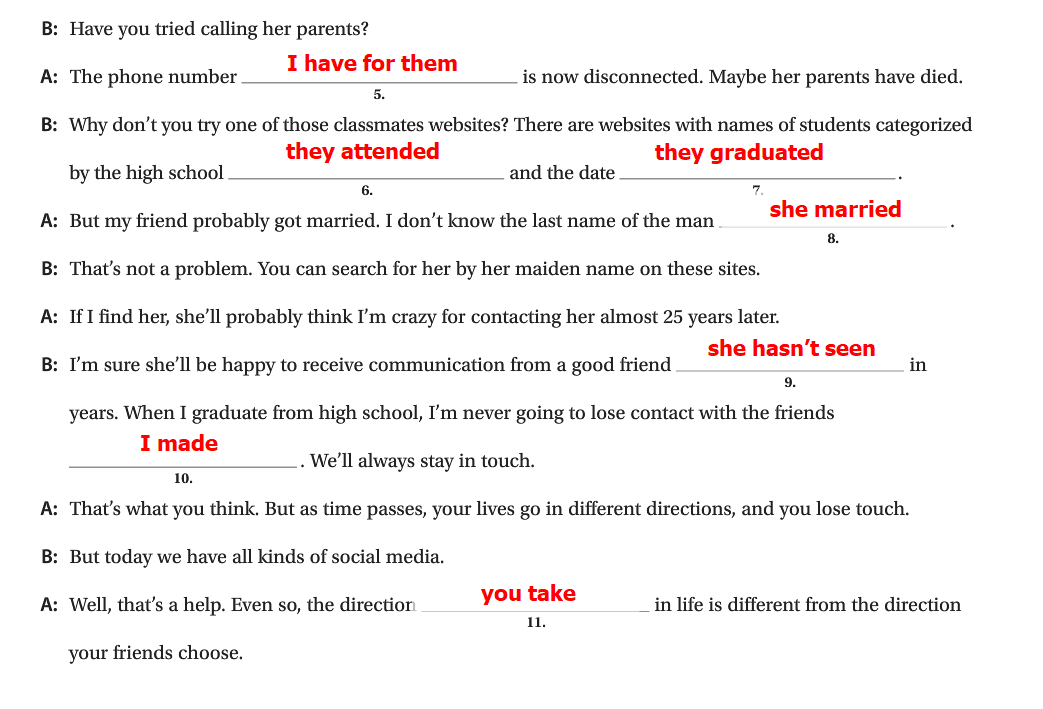 B: Have you tried calling her parents?
A: The phone number I have for them is now disconnected. Maybe her parents have died.
5.
B: Why don't you try one of those classmates websites? There are websites with names of students categorized
by the high school they attended and the date they graduated.
6. 7.
A: But my friend probably got married. I don't know the last name of the man she married.
8.
B: That's not a problem. You can search for her by her maiden name on these sites.
A: If I find her, she'll probably think I'm crazy for contacting her almost 25 years later.
B: I'm sure she'll be happy to receive communication from a good friend she hasn't seen in
9.
years. When I graduate from high school, I'm never going to lose contact with the friends
I made. We'll always stay in touch.
10.
A: That's what you think. But as time passes, your lives go in different directions, and you lose touch.
B: But today we have all kinds of social media.
A: Well, that's a help. Even so, the direction you take in life is different from the direction
11.
your friends choose.